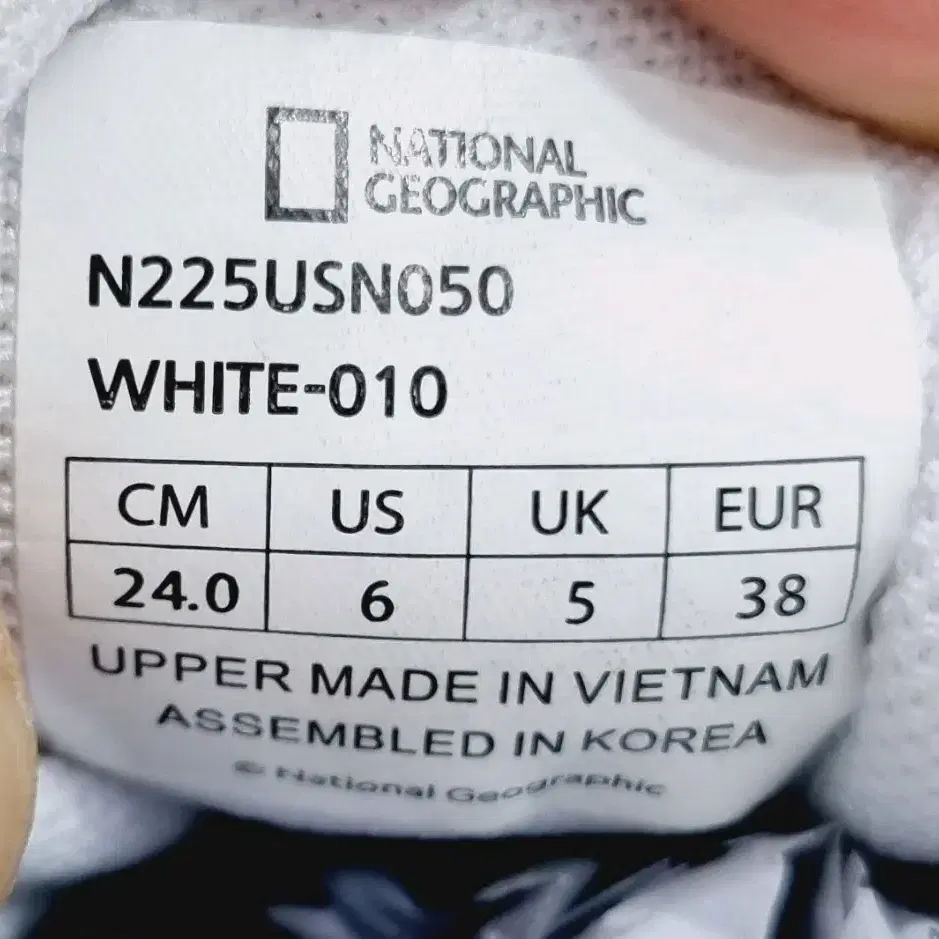 NATIONAL
GEOGRAPHIC
N225USN050
WHITE-010
CM US UK EUR
24.0 6 5 38
UPPER MADE IN VIETNAM
ASSEMBLED IN KOREA
© National Geographic